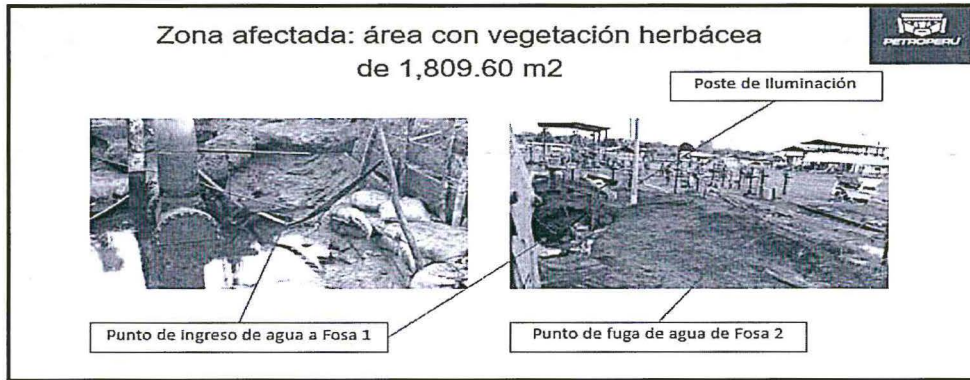 Zona afectada: área con vegetación herbácea
de 1,809.60 m2
PETROPERÚ
Poste de Iluminación
Punto de ingreso de agua a Fosa 1
Punto de fuga de agua de Fosa 2